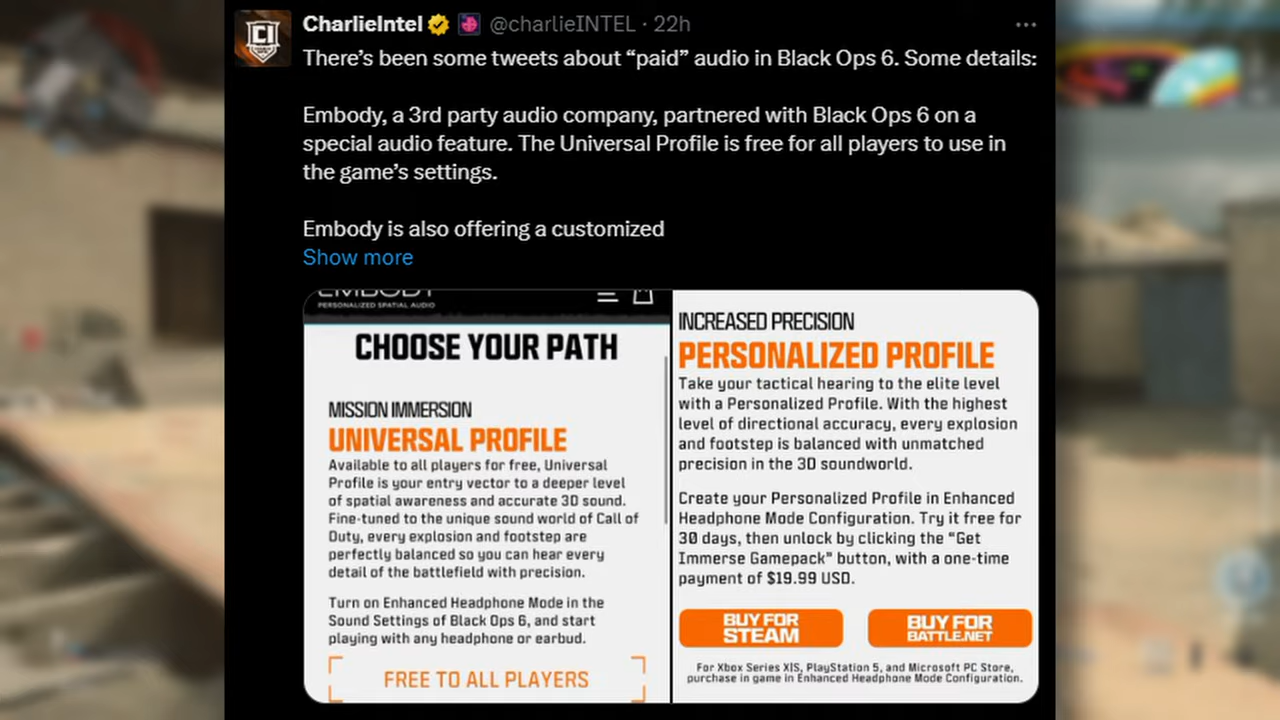 CI
CharlieIntel @charlieINTEL · 22h
There's been some tweets about “paid” audio in Black Ops 6. Some details:
Embody, a 3rd party audio company, partnered with Black Ops 6 on a
special audio feature. The Universal Profile is free for all players to use in
the game's settings.
Embody is also offering a customized
Show more
EMBODY
PERSONALIZED SPATIAL AUDIO
CHOOSE YOUR PATH
MISSION IMMERSION
UNIVERSAL PROFILE
Available to all players for free, Universal
Profile is your entry vector to a deeper level
of spatial awareness and accurate 3D sound.
Fine-tuned to the unique sound world of Call of
Duty, every explosion and footstep are
perfectly balanced so you can hear every
detail of the battlefield with precision.
Turn on Enhanced Headphone Mode in the
Sound Settings of Black Ops 6, and start
playing with any headphone or earbud.
FREE TO ALL PLAYERS
INCREASED PRECISION
PERSONALIZED PROFILE
Take your tactical hearing to the elite level
with a Personalized Profile. With the highest
level of directional accuracy, every explosion
and footstep is balanced with unmatched
precision in the 3D soundworld.
Create your Personalized Profile in Enhanced
Headphone Mode Configuration. Try it free for
30 days, then unlock by clicking the "Get
Immerse Gamepack" button, with a one-time
payment of $19.99 USD.
BUY FOR
STEAM
BUY FOR
BATTLE.NET
For Xbox Series X|S, PlayStation 5, and Microsoft PC Store,
purchase in game in Enhanced Headphone Mode Configuration.